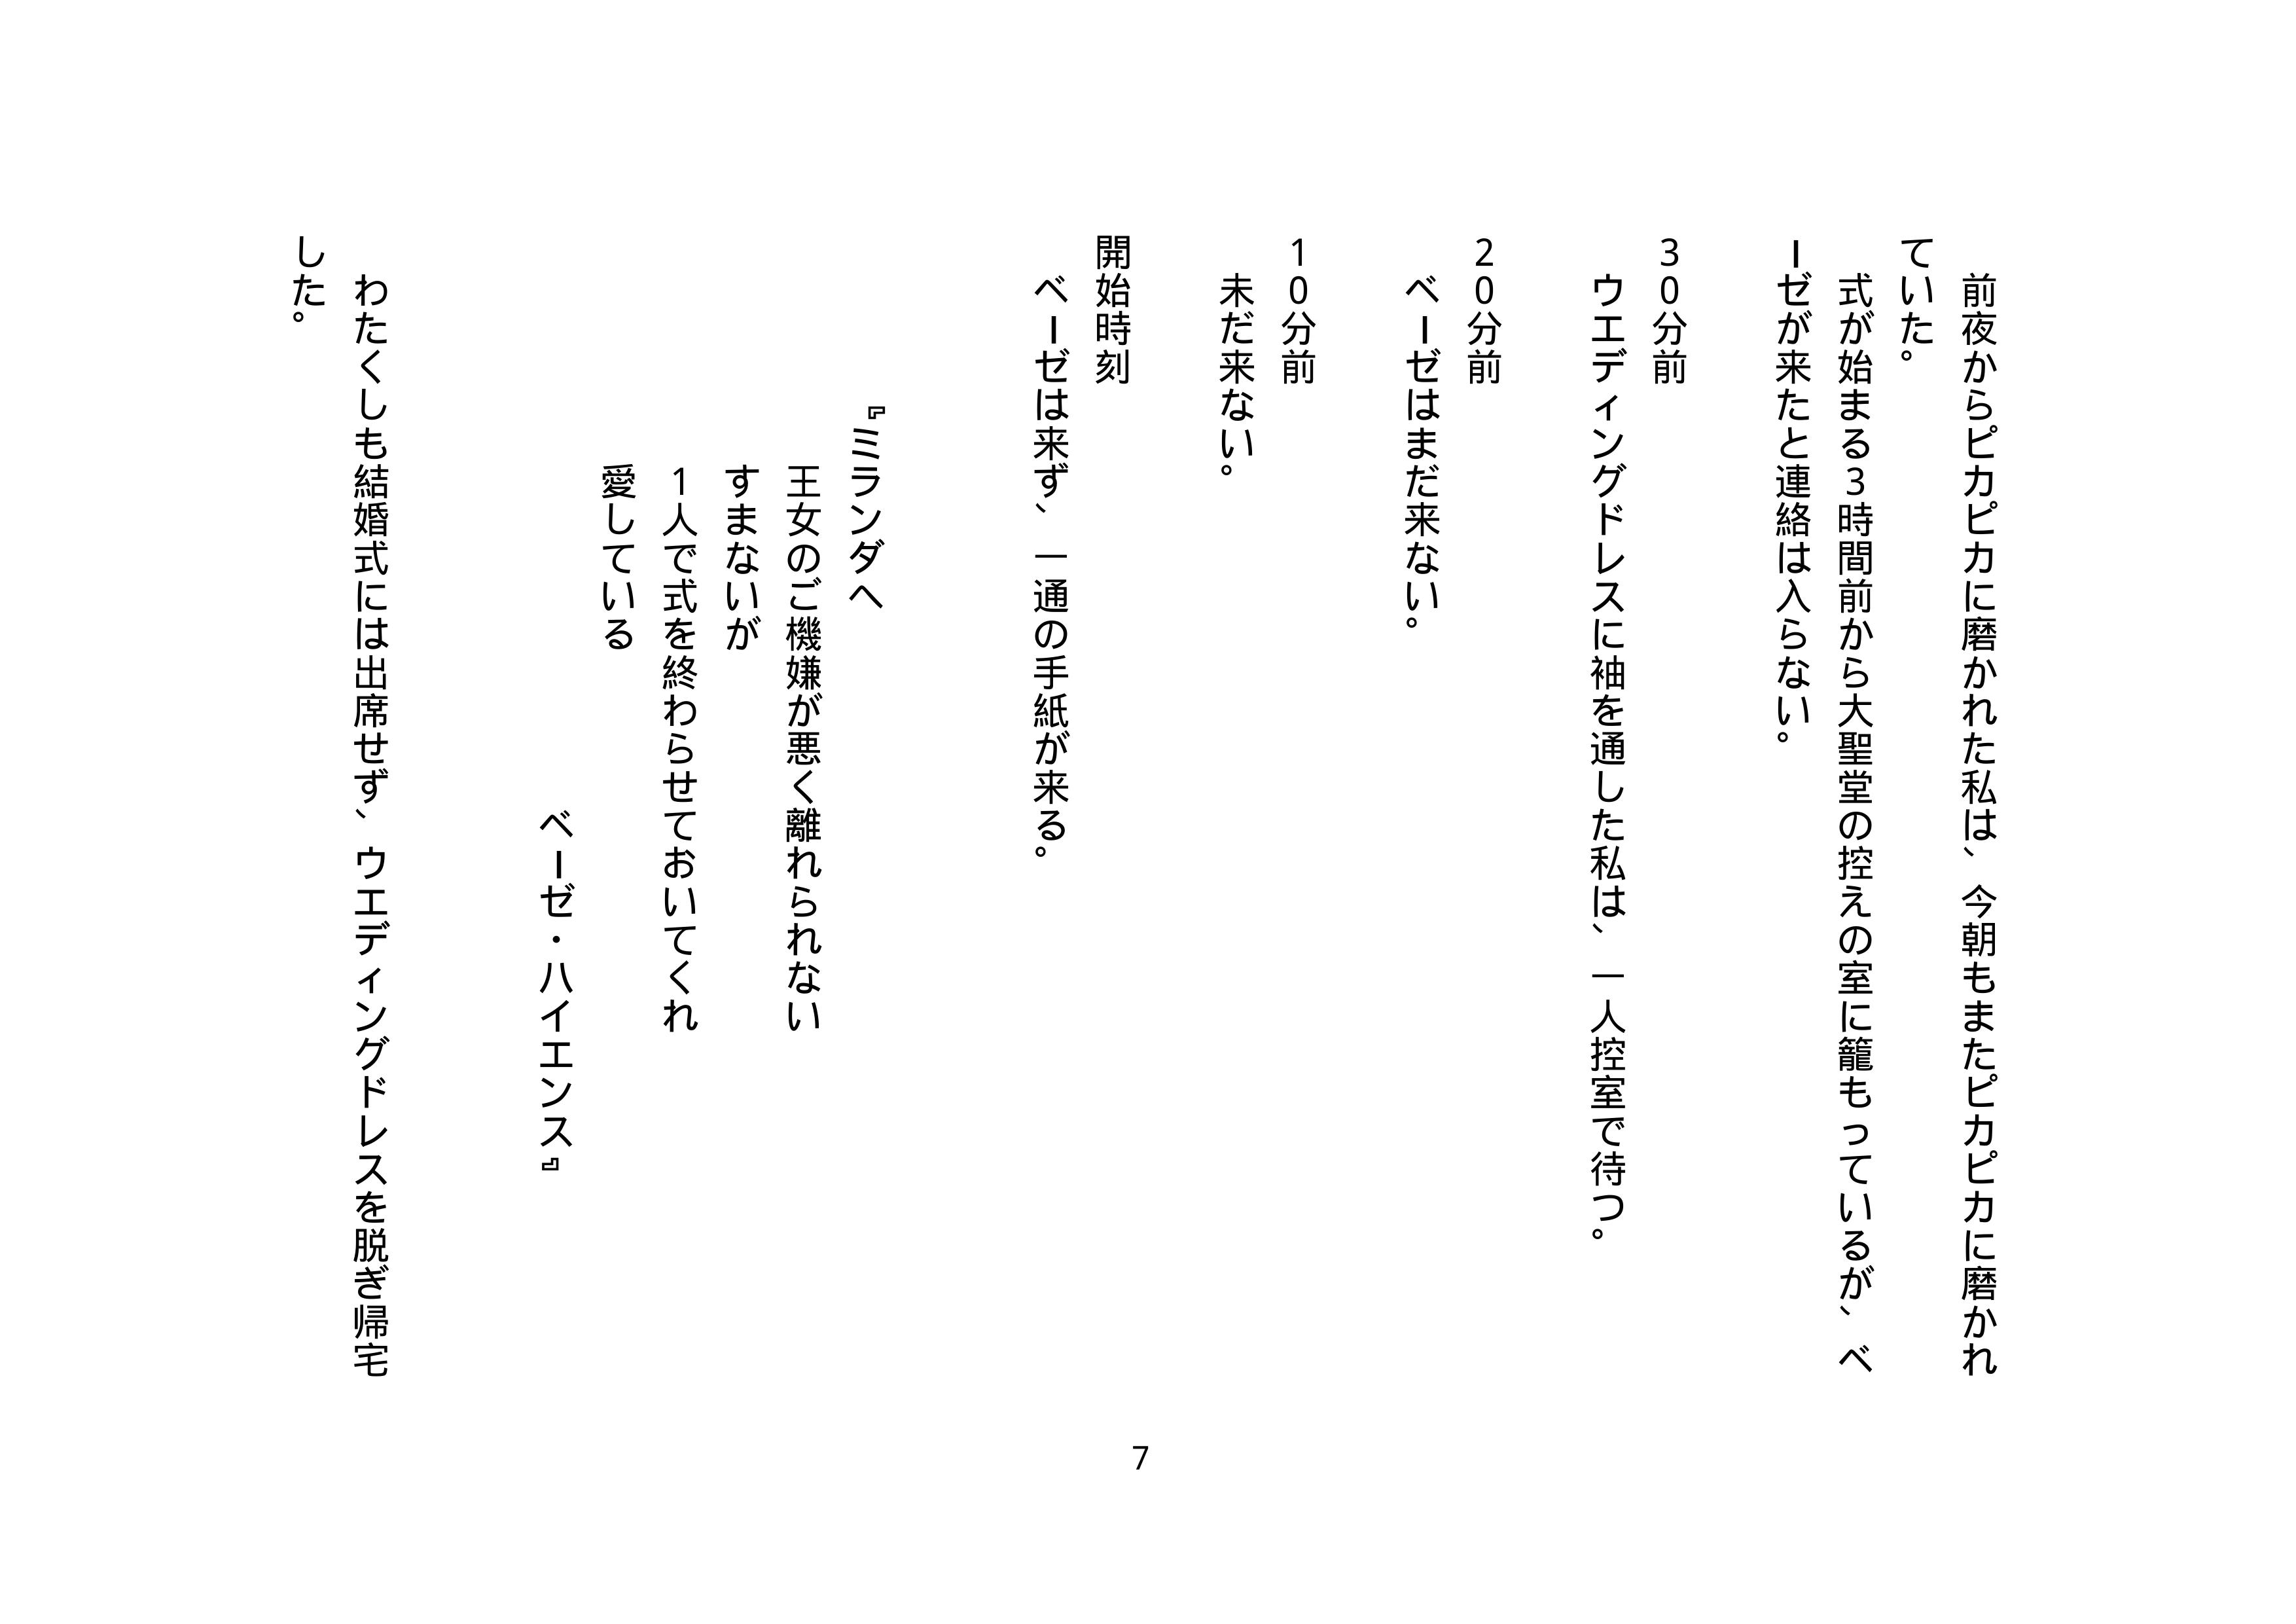 前夜からピカピカに磨かれた私は、今朝もまたピカピカに磨かれ
ていた。
式が始まる3時間前から大聖堂の控えの室に籠もっているが、ベ
ーゼが来たと連絡は入らない。
30分前
ウエディングドレスに袖を通した私は、一人控室で待つ。
20分前
ベーゼはまだ来ない。
10分前
未だ来ない。
開始時刻
ベーゼは来ず、一通の手紙が来る。
『ミランダへ
王女のご機嫌が悪く離れられない
すまないが
1人で式を終わらせておいてくれ
愛している
ベーゼ・ハイエンス』
わたくしも結婚式には出席せず、ウエディングドレスを脱ぎ帰宅
した。
7